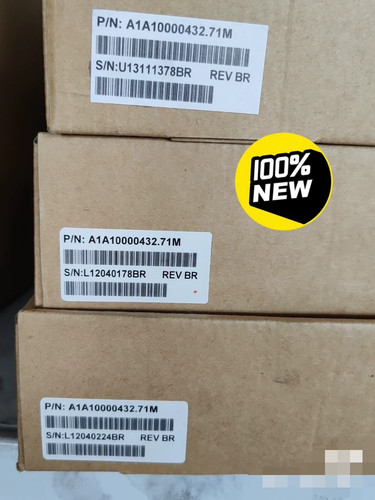 P/N: A1A10000432.71M
S/N:U13111378BR REV BR
100%
NEW
P/N: A1A10000432.71M
S/N:L12040178BR REV BR
P/N: A1A10000432.71M
S/N:L12040224BR REV BR